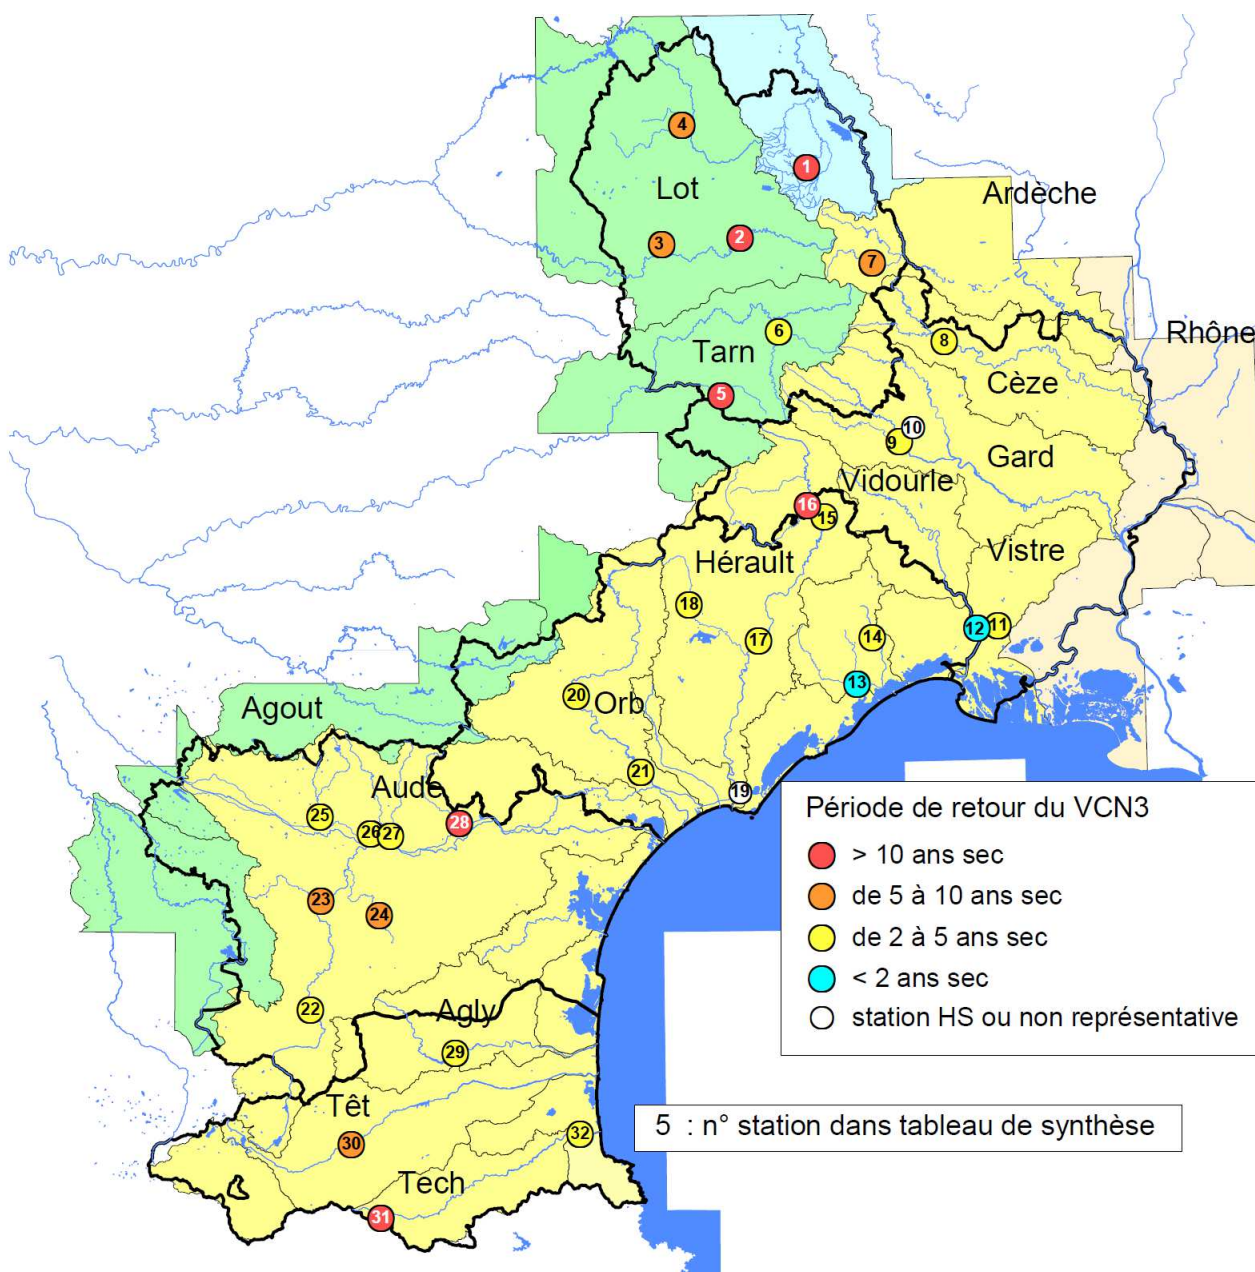 4
1
Lot
Ardèche
2
3
7
6
Rhône
8
Tarn
Cèze
5
10
9
Gard
Vidourle
16
15
Vistre
Hérault
18
12
11
17
14
13
20
Orb
Agout
21
19
Aude
25
26
27
28
Période de retour du VCN3
> 10 ans sec
de 5 à 10 ans sec
de 2 à 5 ans sec
< 2 ans sec
station HS ou non représentative
23
24
22
Agly
29
Têt
30
32
5 : n° station dans tableau de synthèse
Tech
31